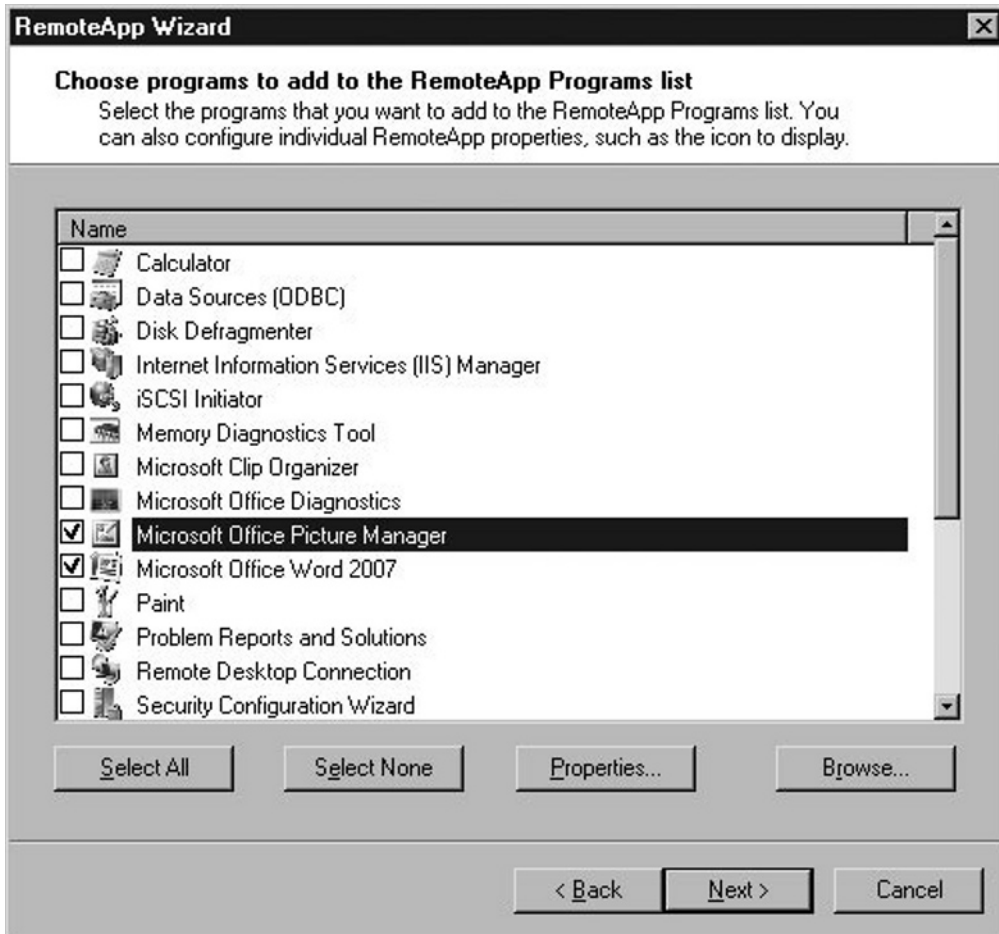 RemoteApp Wizard
Choose programs to add to the RemoteApp Programs list
Select the programs that you want to add to the RemoteApp Programs list. You
can also configure individual RemoteApp properties, such as the icon to display.
Name
Calculator
Data Sources (ODBC)
Disk Defragmenter
Internet Information Services (IIS) Manager
iSCSI Initiator
Memory Diagnostics Tool
Microsoft Clip Organizer
Microsoft Office Diagnostics
Microsoft Office Picture Manager
Microsoft Office Word 2007
Paint
Problem Reports and Solutions
Remote Desktop Connection
Security Configuration Wizard
Select All Select None Properties... Browse...
< Back Next > Cancel